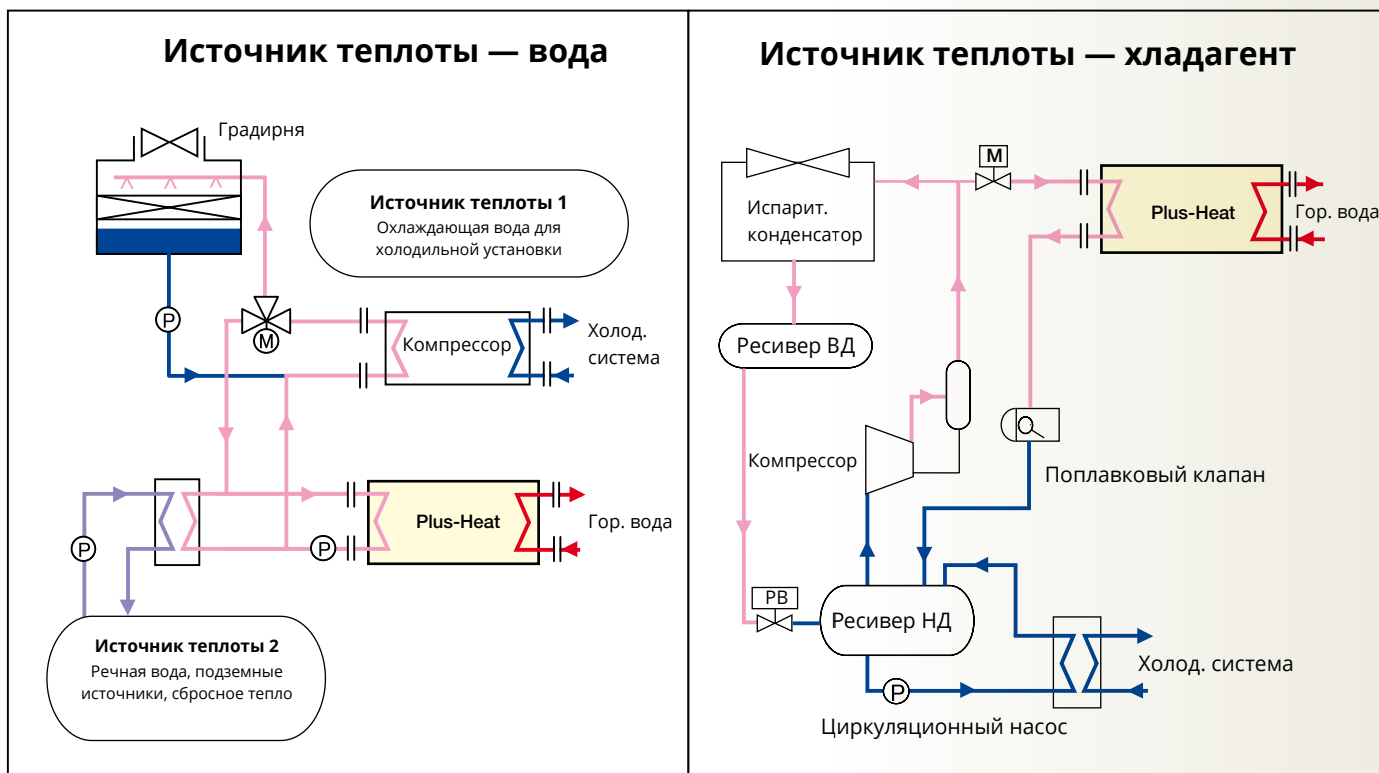 Источник теплоты — вода
Градирня
Источник теплоты 1
Охлаждающая вода для
холодильной установки
P
M
Компрессор
Холод.
система
P
Plus-Heat
Гор. вода
P
Источник теплоты 2
Речная вода, подземные
источники, сбросное тепло
Источник теплоты — хладагент
M
Испарит.
конденсатор
Plus-Heat
Гор. вода
Ресивер ВД
Компрессор
Поплавковый клапан
РВ
Ресивер НД
Холод. система
P
Циркуляционный насос